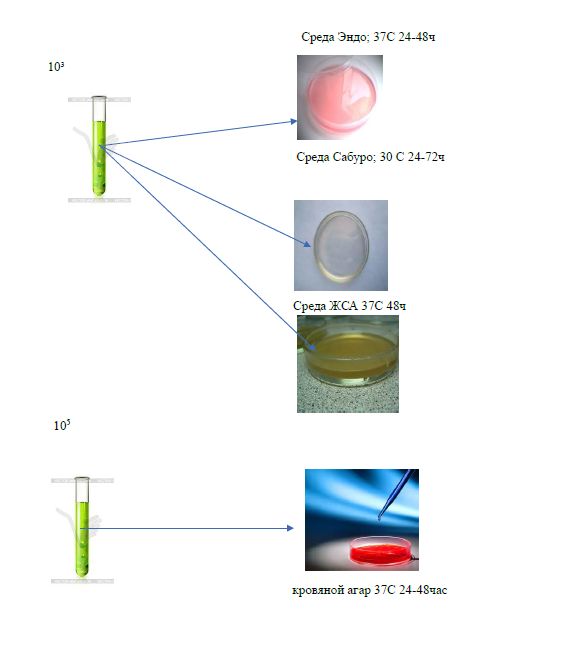 Среда Эндо; 37С 24-48ч
10³
Среда Сабуро; 30 С 24-72ч
Среда ЖСА 37С 48ч
10⁵
кровяной агар 37С 24-48час